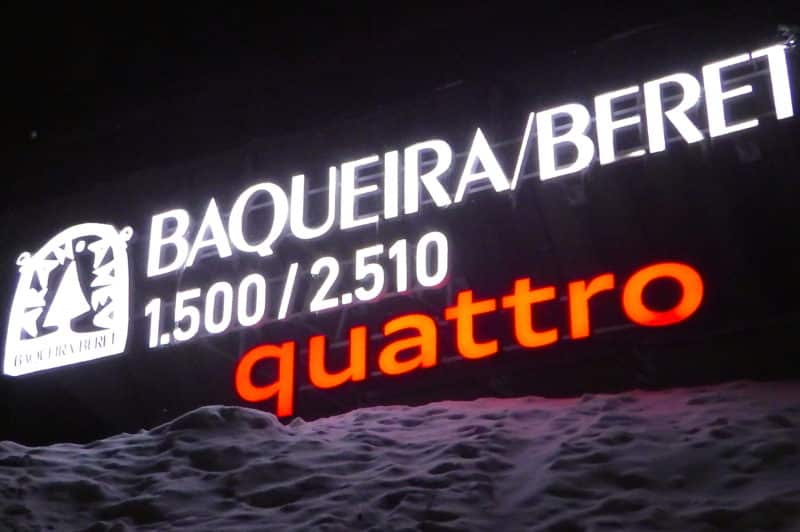 BAQUEIRA/BERET
1.500 / 2.510
quattro
BAQUEIRA/BERET